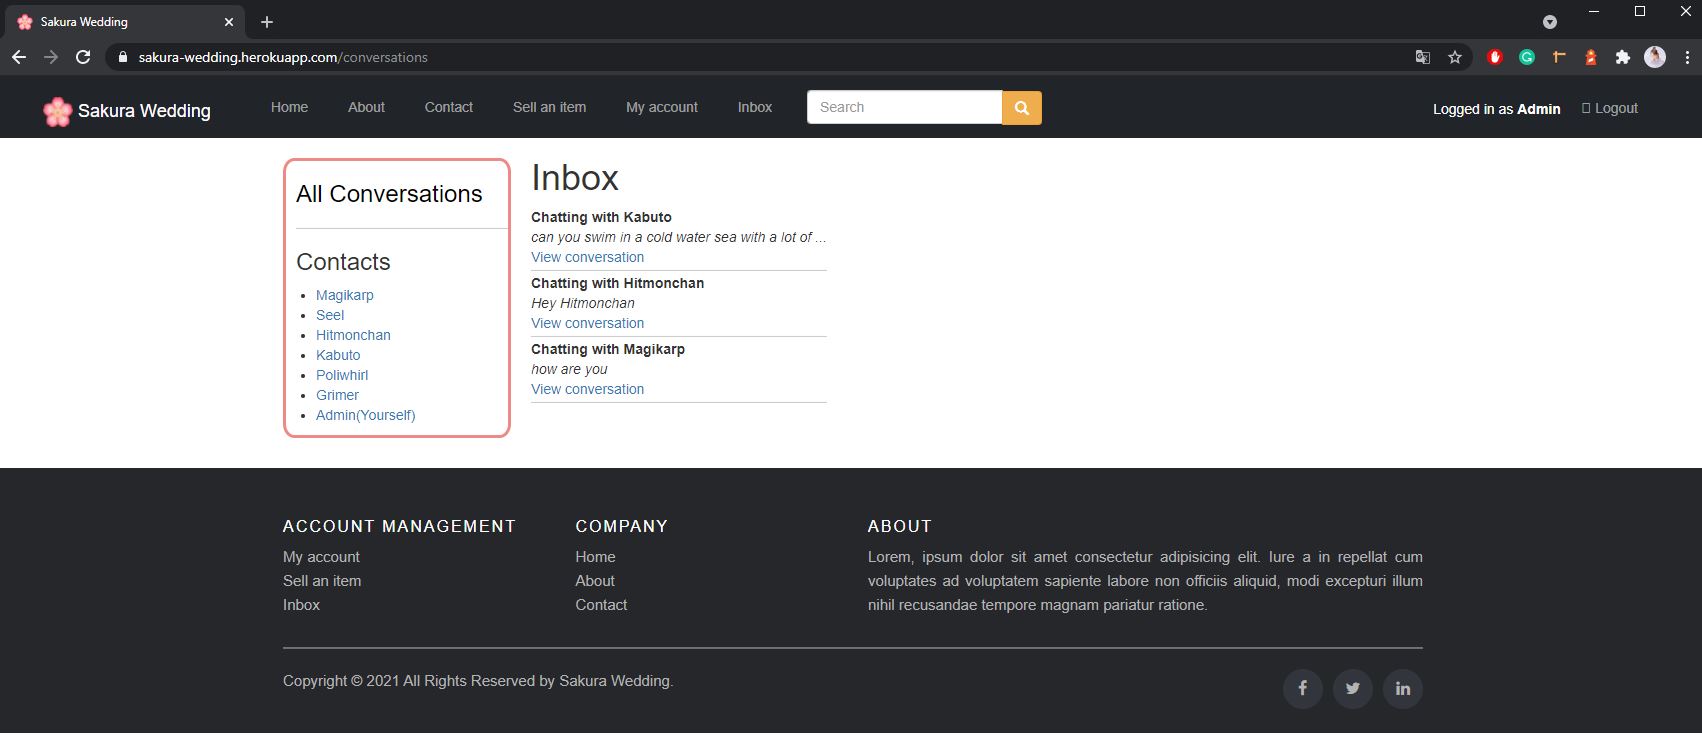 Sakura Wedding
sakura-wedding.herokuapp.com/conversations
Sakura Wedding
Home
About
Contact
Sell an item
My account
Inbox
Search
Logged in as Admin
Logout
All Conversations
Contacts
Magikarp
Seel
Hitmonchan
Kabuto
Poliwhirl
Grimer
Admin(Yourself)
Inbox
Chatting with Kabuto
can you swim in a cold water sea with a lot of ...
View conversation
Chatting with Hitmonchan
Hey Hitmonchan
View conversation
Chatting with Magikarp
how are you
View conversation
ACCOUNT MANAGEMENT
My account
Sell an item
Inbox
COMPANY
Home
About
Contact
ABOUT
Lorem, ipsum dolor sit amet consectetur adipisicing elit. Iure a in repellat cum
voluptates ad voluptatem sapiente labore non officiis aliquid, modi excepturi illum
nihil recusandae tempore magnam pariatur ratione.
Copyright © 2021 All Rights Reserved by Sakura Wedding.